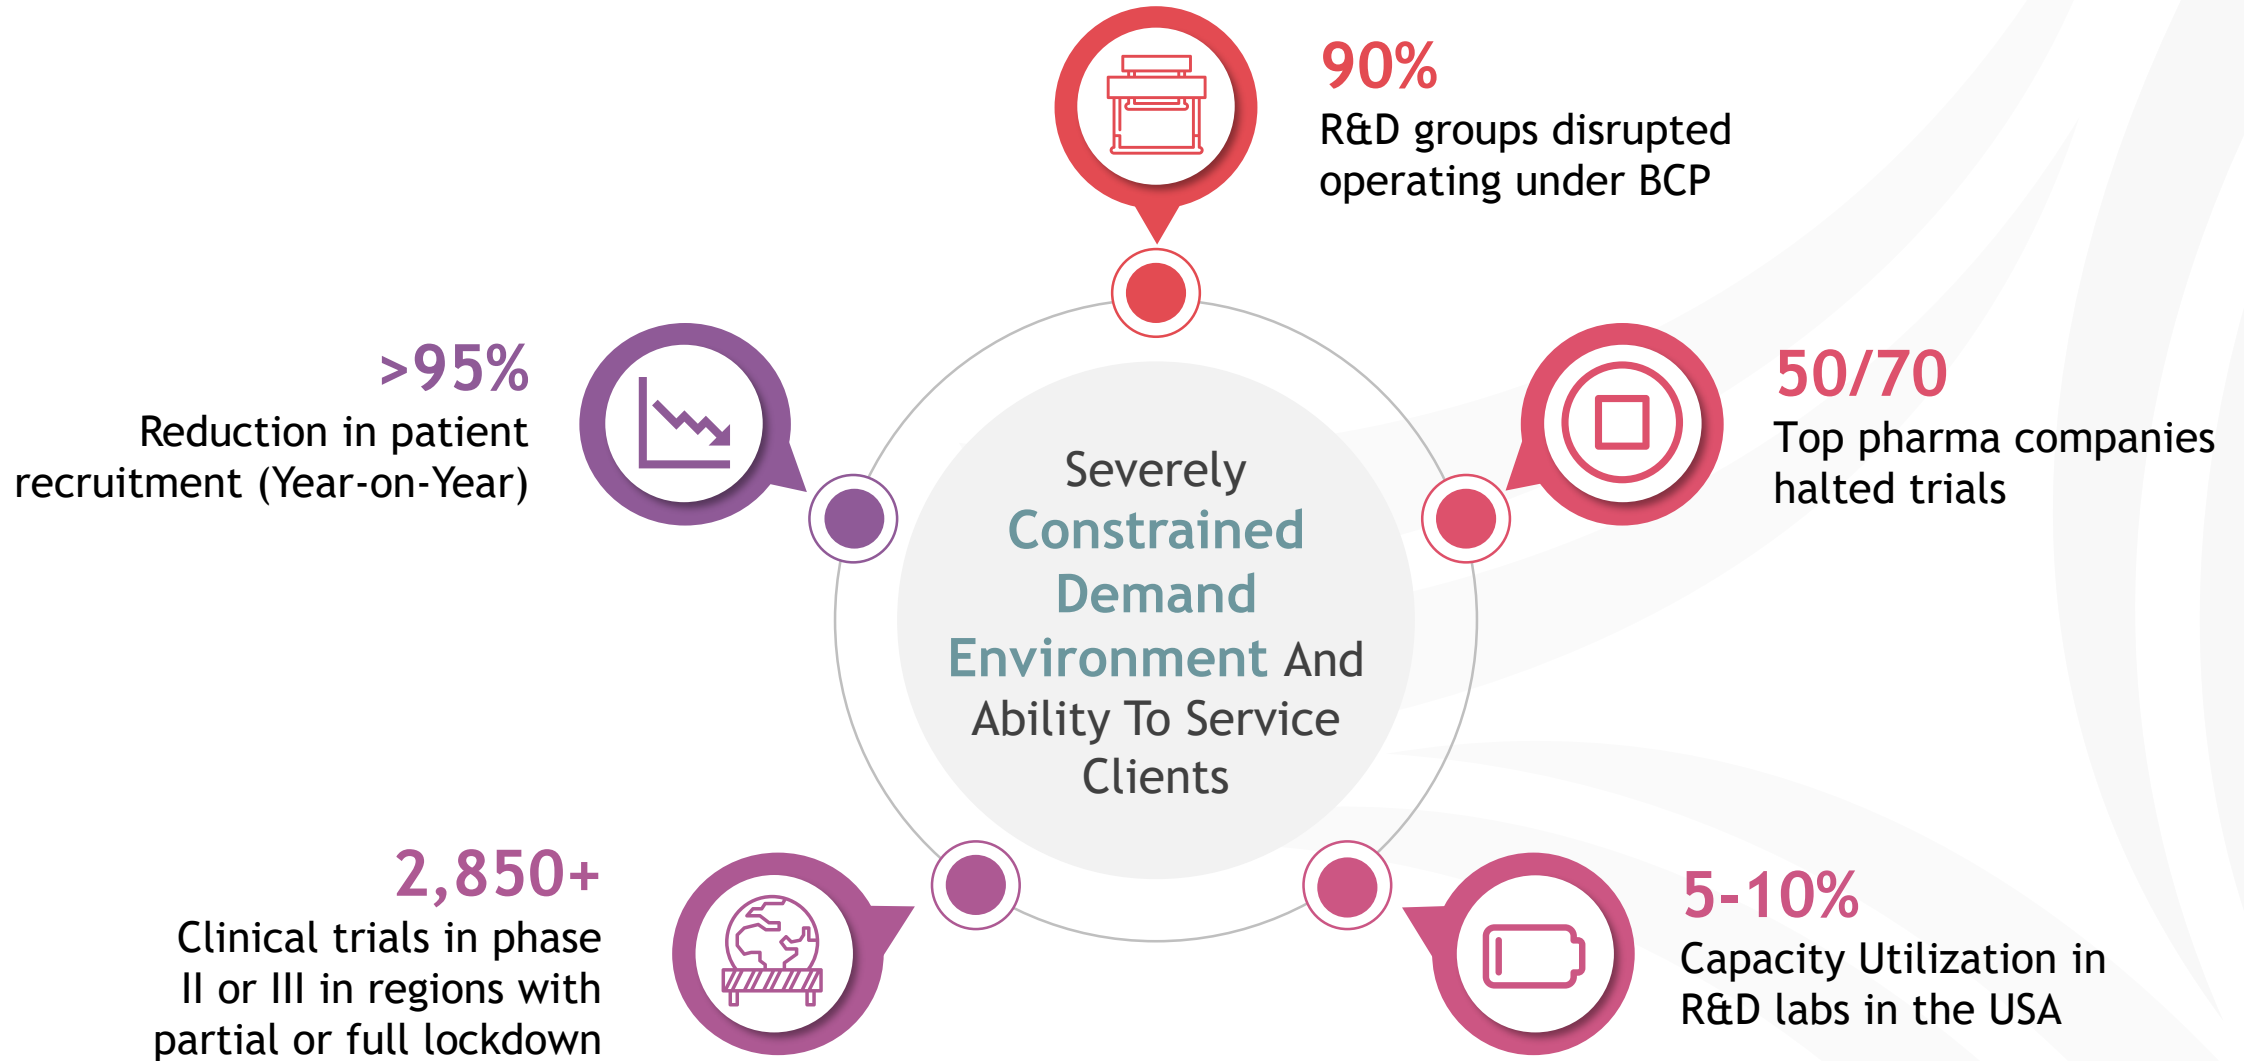 90%
R&D groups disrupted
operating under BCP
>95%
Reduction in patient
recruitment (Year-on-Year)
50/70
Top pharma companies
halted trials
Severely
Constrained
Demand
Environment And
Ability To Service
Clients
2,850+
Clinical trials in phase
II or III in regions with
partial or full lockdown
5-10%
Capacity Utilization in
R&D labs in the USA